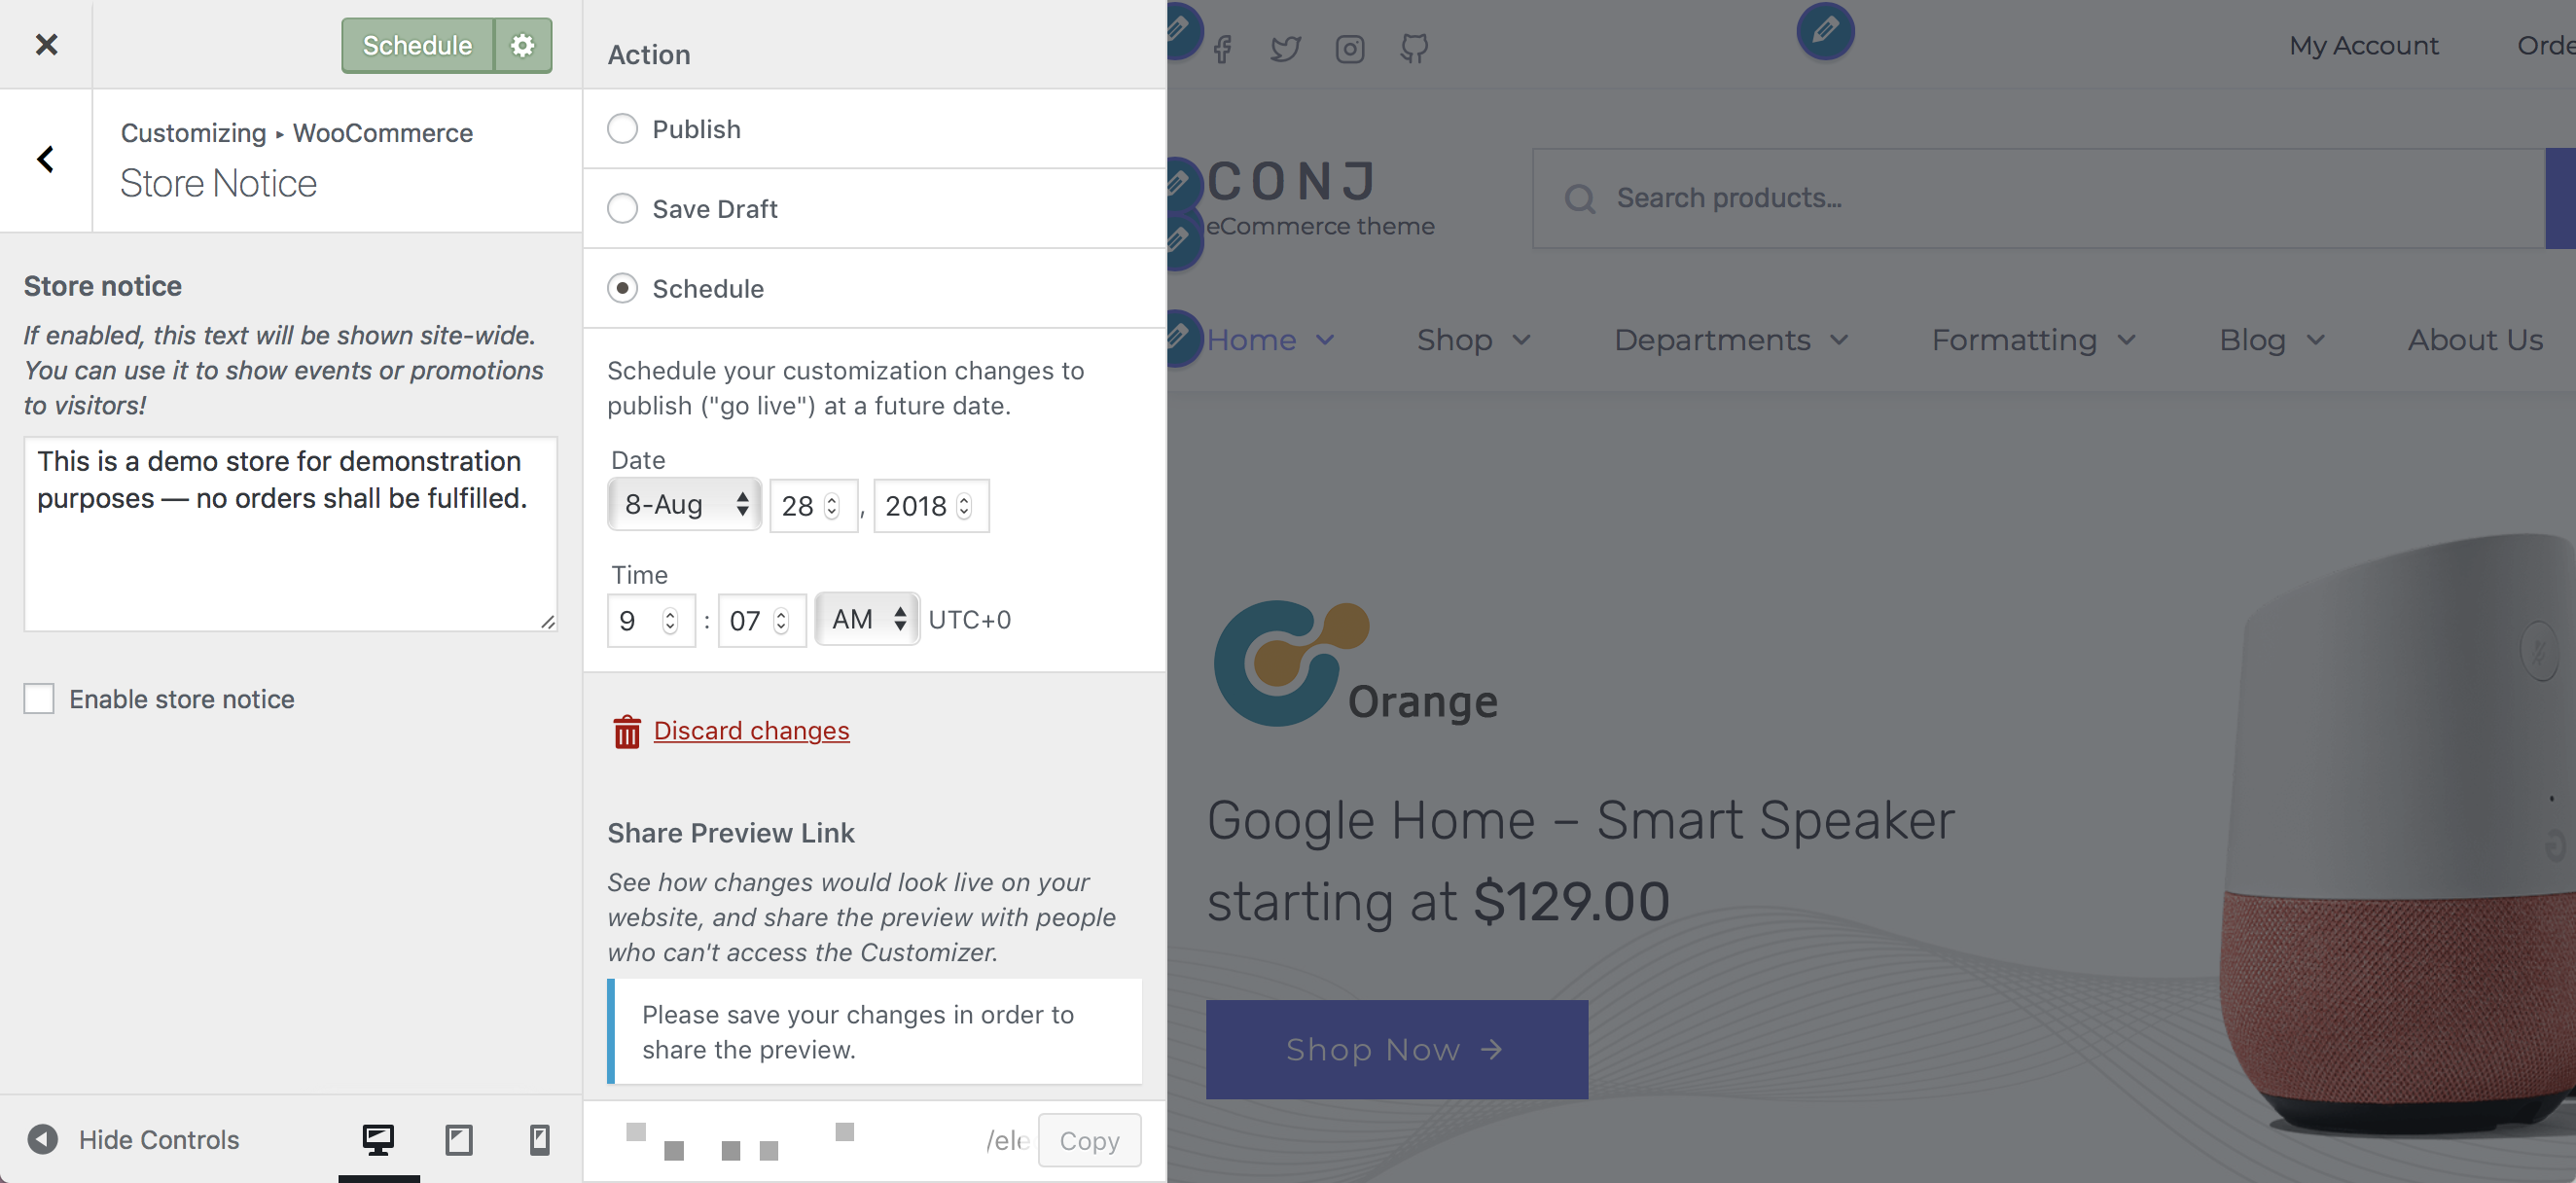 Schedule
Customizing ▸ WooCommerce
Store Notice
Store notice
If enabled, this text will be shown site-wide.
You can use it to show events or promotions
to visitors!
This is a demo store for demonstration
purposes — no orders shall be fulfilled.
Enable store notice
Hide Controls
Action
Publish
Save Draft
Schedule
Schedule your customization changes to
publish ("go live") at a future date.
Date
8-Aug 28 , 2018
Time
9 : 07 AM UTC+0
Discard changes
Share Preview Link
See how changes would look live on your
website, and share the preview with people
who can't access the Customizer.
Please save your changes in order to
share the preview.
/ele Copy
My Account Orde
CONJ
eCommerce theme
Search products...
Home Shop Departments Formatting Blog About Us
Orange
Google Home – Smart Speaker
starting at $129.00
Shop Now →